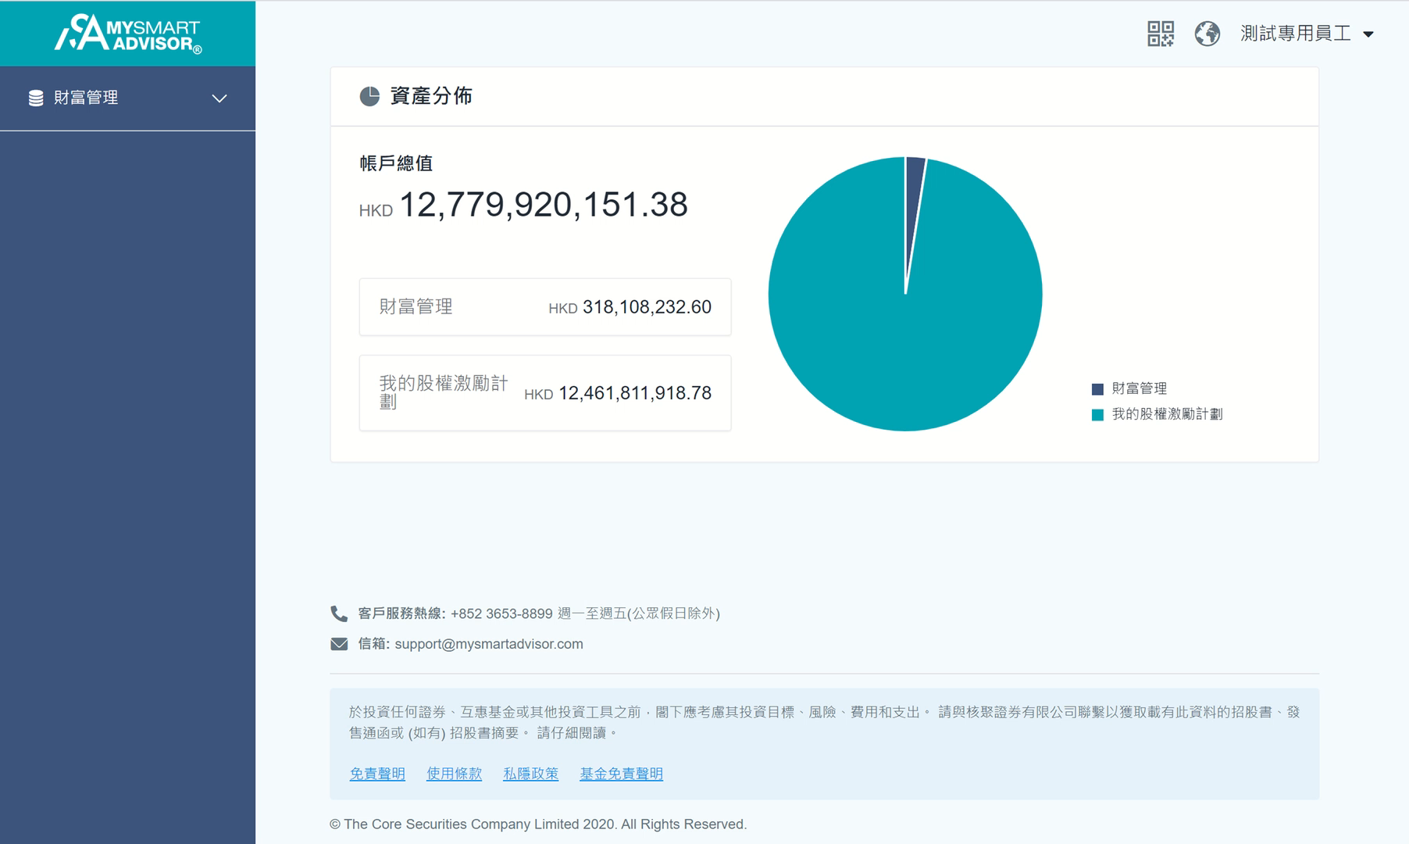 MYSMART
ADVISOR®
測試專用員工
財富管理
資產分佈
帳戶總值
HKD 12,779,920,151.38
財富管理 HKD 318,108,232.60
我的股權激勵計
劃
HKD 12,461,811,918.78
財富管理
我的股權激勵計劃
客戶服務熱線: +852 3653-8899 週一至週五(公眾假日除外)
信箱: support@mysmartadvisor.com
於投資任何證券、互惠基金或其他投資工具之前，閣下應考慮其投資目標、風險、費用和支出。 請與核聚證券有限公司聯繫以獲取載有此資料的招股書、發
售通函或 (如有) 招股書摘要。 請仔細閱讀。
免責聲明 使用條款 私隱政策 基金免責聲明
© The Core Securities Company Limited 2020. All Rights Reserved.